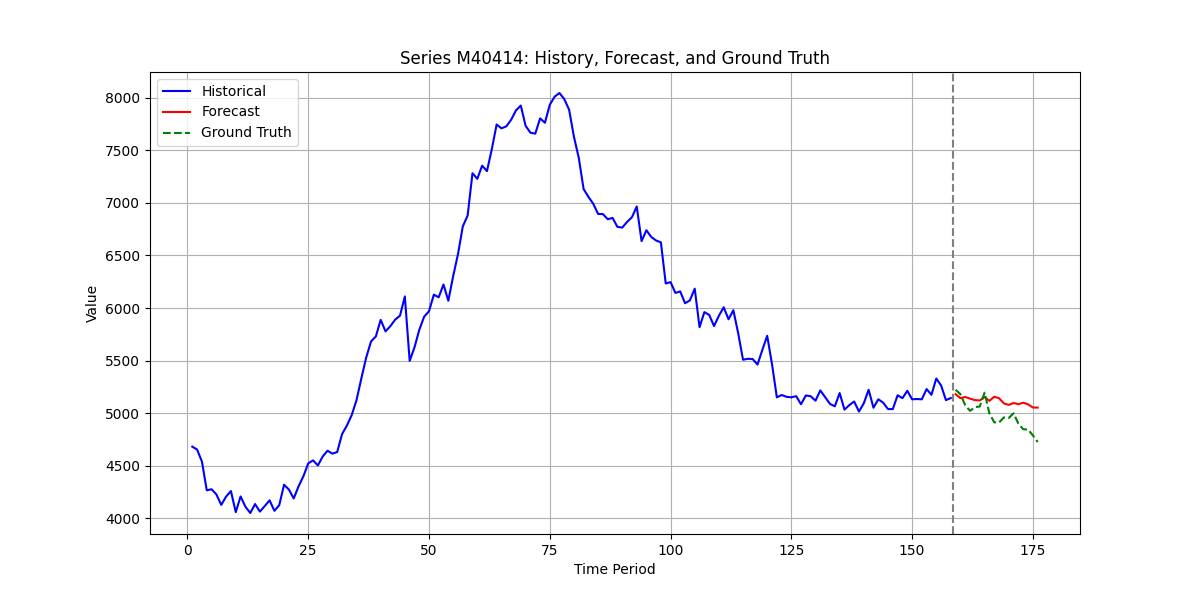 Series M40414: History, Forecast, and Ground Truth
Historical
Forecast
Ground Truth
8000
7500
7000
6500
6000
5500
5000
4500
4000
Value
0 25 50 75 100 125 150 175
Time Period